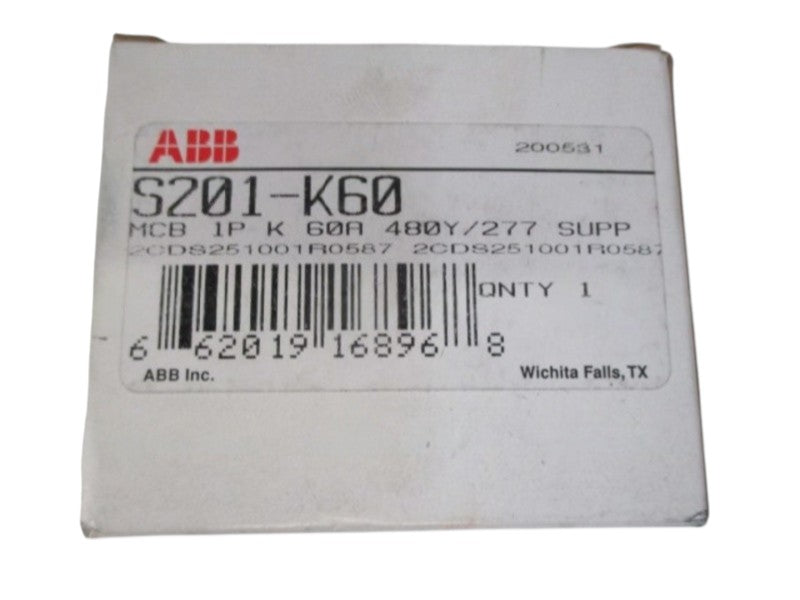 ABB 200531
S201-K60
MCB 1P K 60A 480Y/277 SUPP
2CDS251001R0587 2CDS251001R0587
QNTY 1
6 62019 16896 8
ABB Inc. Wichita Falls, TX